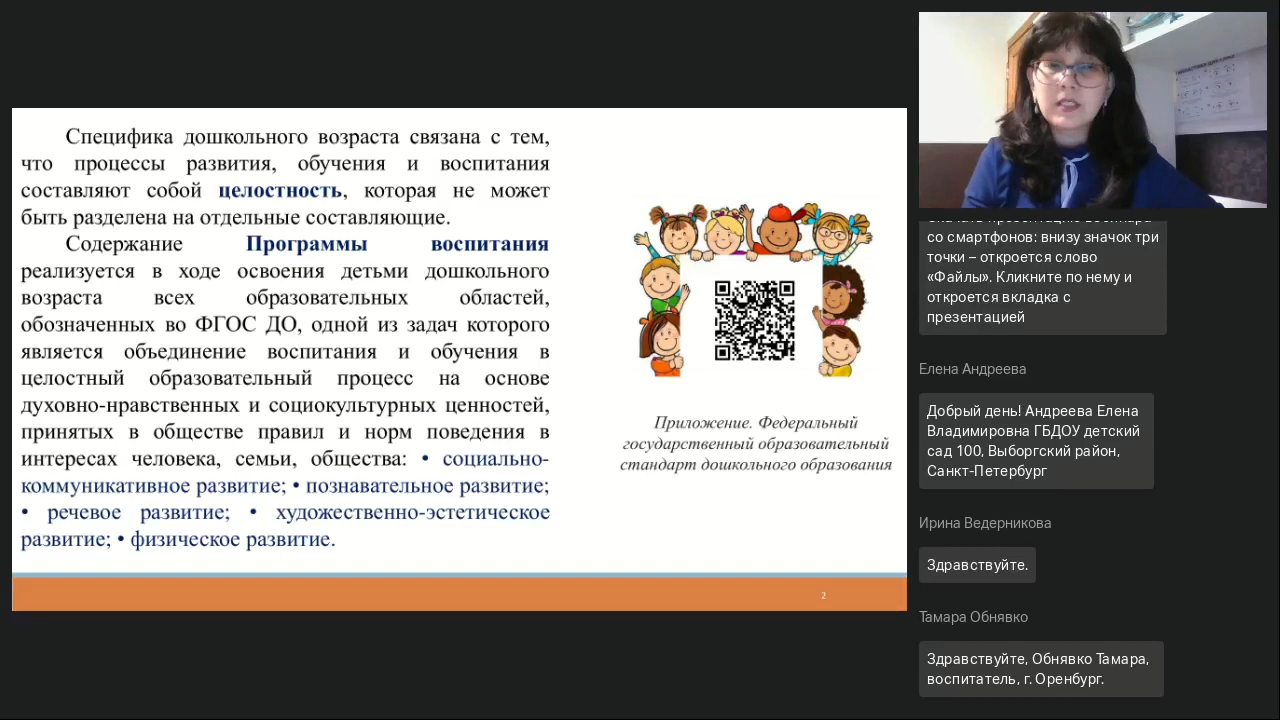 Специфика дошкольного возраста связана с тем,
что процессы развития, обучения и воспитания
составляют собой целостность, которая не может
быть разделена на отдельные составляющие.
Содержание Программы воспитания
реализуется в ходе освоения детьми дошкольного
возраста всех образовательных областей,
обозначенных во ФГОС ДО, одной из задач которого
является объединение воспитания и обучения в
целостный образовательный процесс на основе
духовно-нравственных и социокультурных ценностей,
принятых в обществе правил и норм поведения в
интересах человека, семьи, общества: • социально-
коммуникативное развитие; • познавательное развитие;
• речевое развитие; • художественно-эстетическое
развитие; • физическое развитие.
Приложение. Федеральный
государственный образовательный
стандарт дошкольного образования
2
со смартфонов: внизу значок три
точки – откроется слово
«Файлы». Кликните по нему и
откроется вкладка с
презентацией
Елена Андреева
Добрый день! Андреева Елена
Владимировна ГБДОУ детский
сад 100, Выборгский район,
Санкт-Петербург
Ирина Ведерникова
Здравствуйте.
Тамара Обнявко
Здравствуйте, Обнявко Тамара,
воспитатель, г. Оренбург.